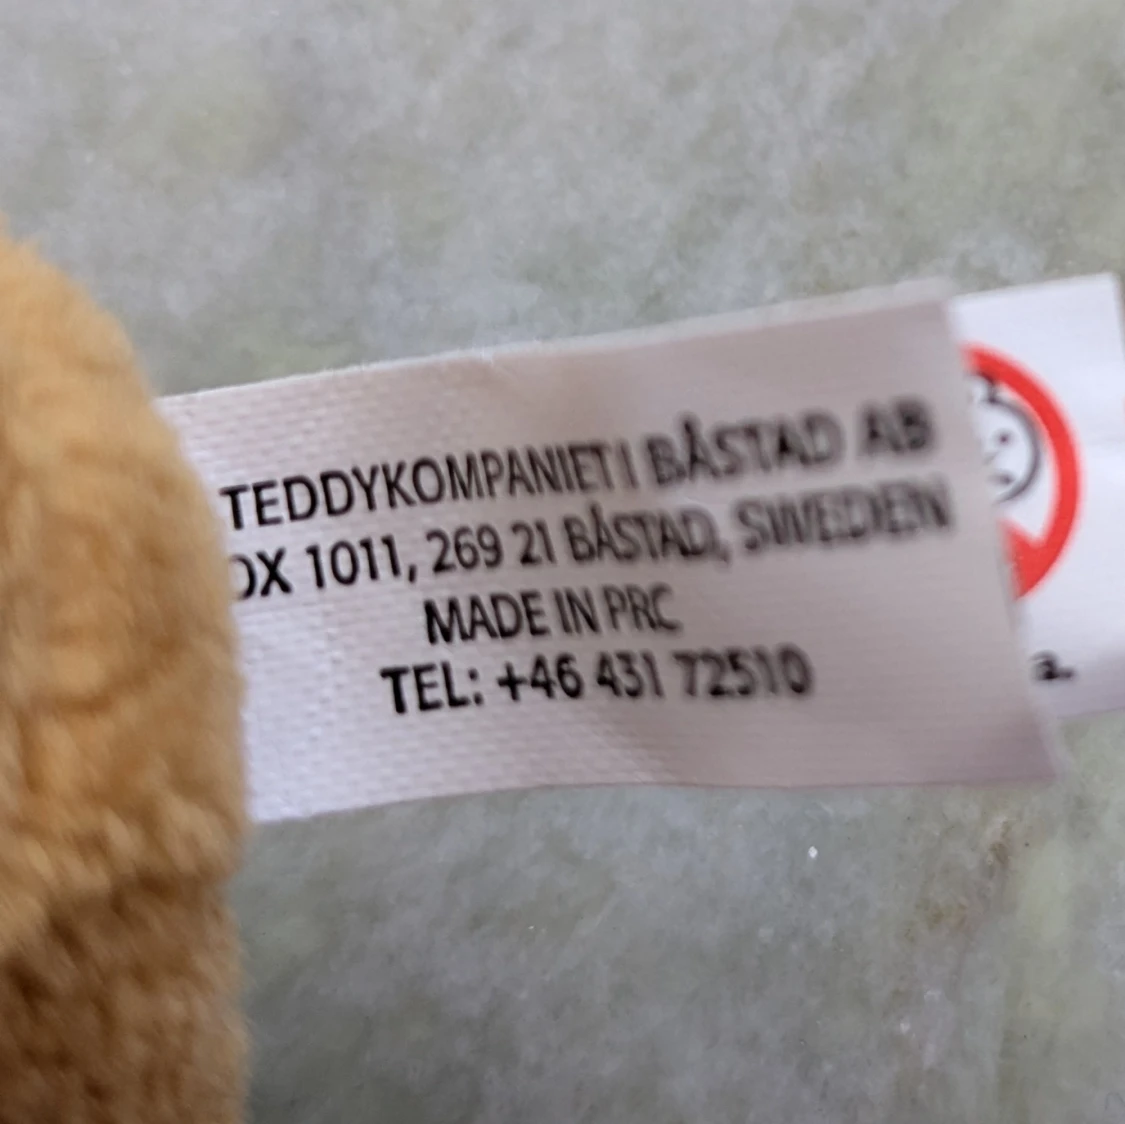 TEDDYKOMPANIET I BÅSTAD AB
OX 1011, 269 21 BÅSTAD, SWEDEN
MADE IN PRC
TEL: +46 431 72510
a.